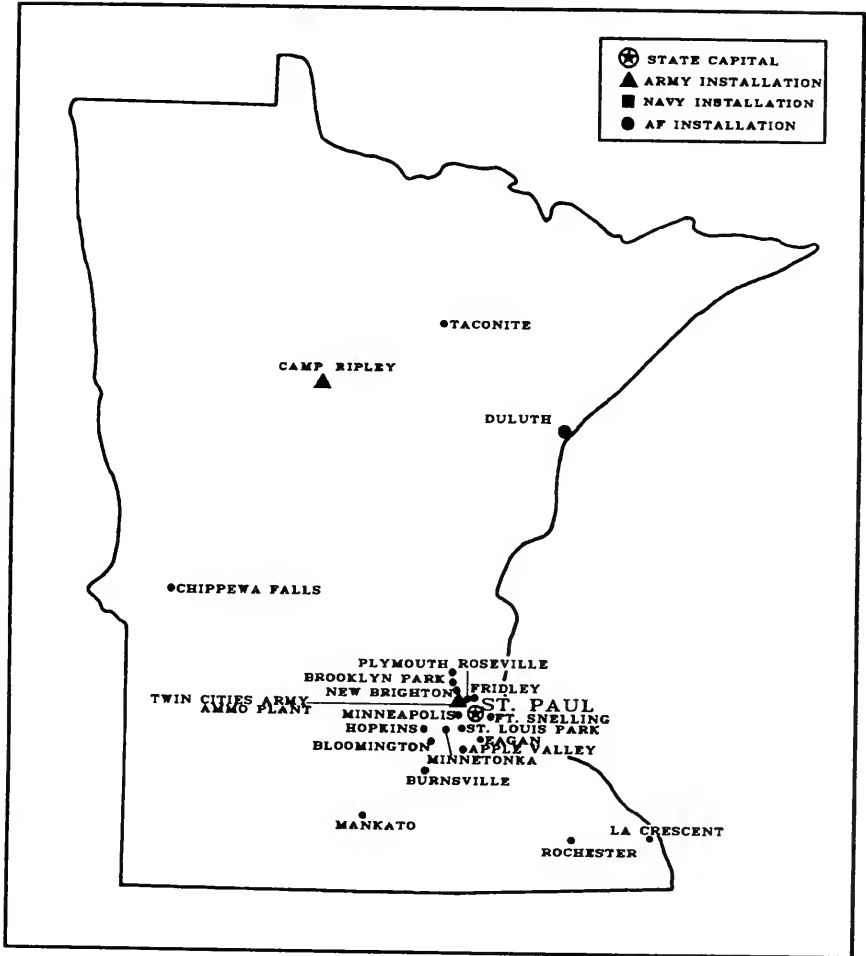 STATE CAPITAL
ARMY INSTALLATION
NAVY INSTALLATION
AF INSTALLATION
TACONITE
CAMP RIPLEY
DULUTH
CHIPPEWA FALLS
PLYMOUTH ROSEVILLE
BROOKLYN PARK
NEW BRIGHTON FRIDLEY
TWIN CITIES ARMY
AMMO PLANT
ST. PAUL
MINNEAPOLIS FT. SNELLING
HOPKINS ST. LOUIS PARK
BLOOMINGTON EAGAN
APPLE VALLEY
MINNETONKA
BURNSVILLE
MANKATO
LA CRESCENT
ROCHESTER